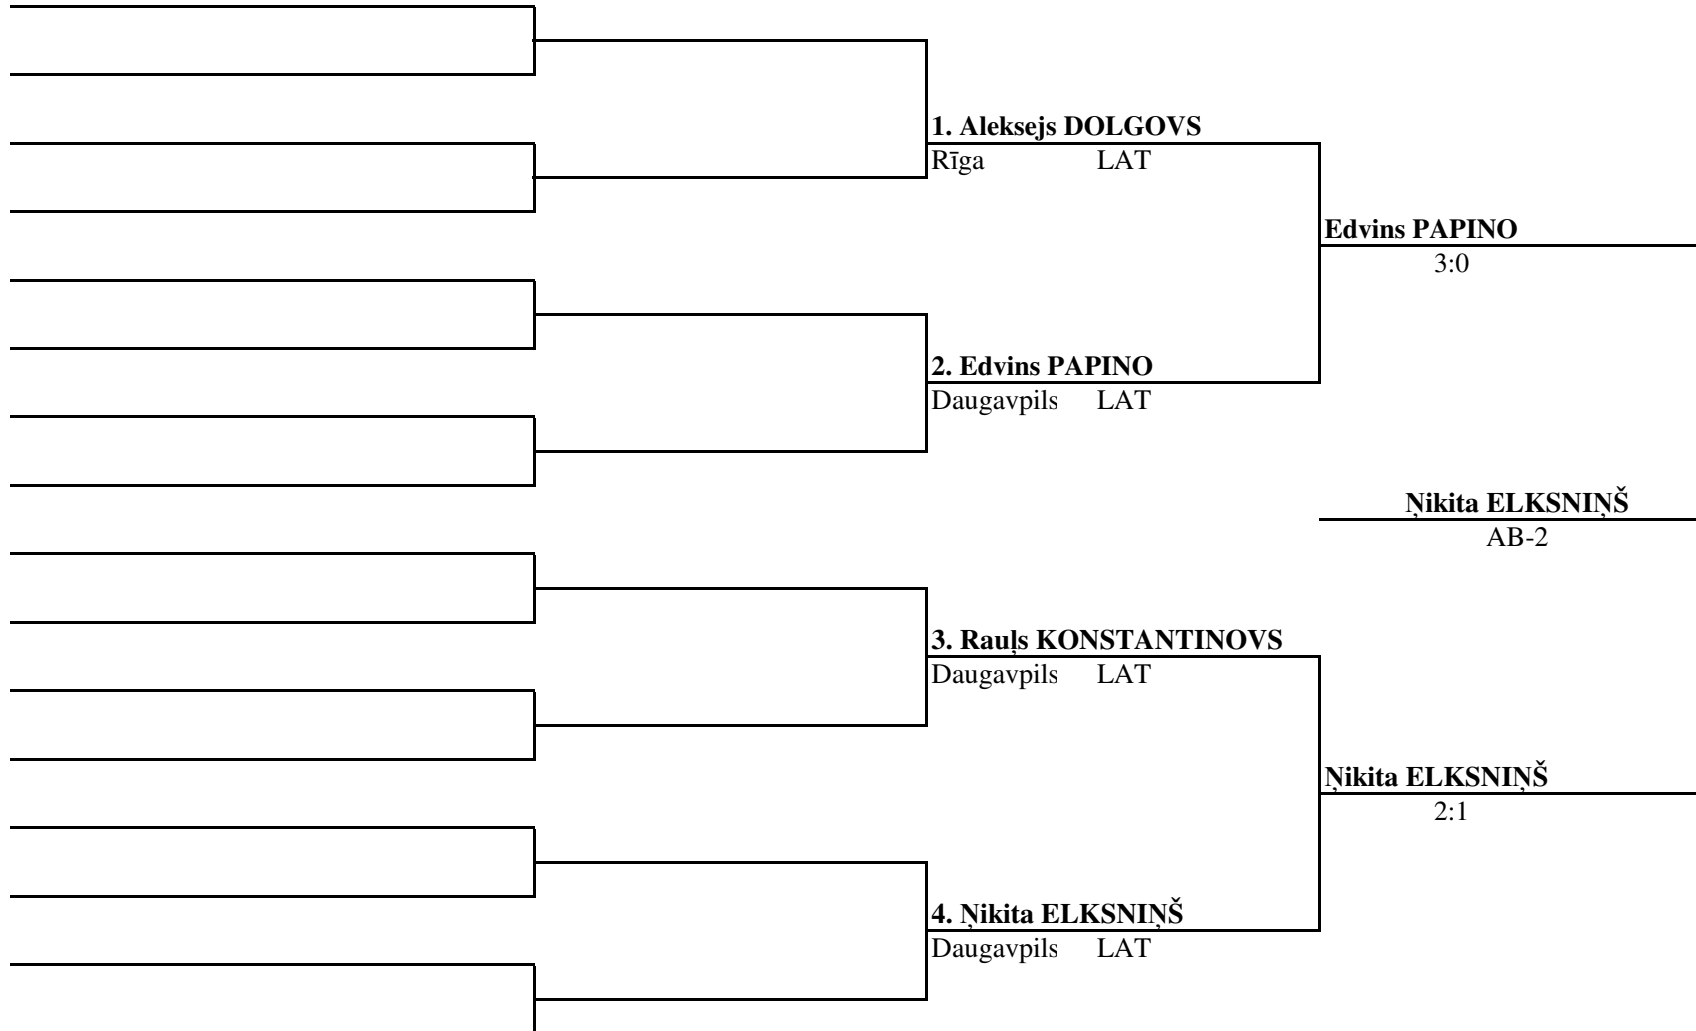 1. Aleksejs DOLGOVS
Rīga LAT
Edvins PAPINO
3:0
2. Edvins PAPINO
Daugavpils LAT
Ņikita ELKSNIŅŠ
AB-2
3. Rauļs KONSTANTINOVS
Daugavpils LAT
Ņikita ELKSNIŅŠ
2:1
4. Ņikita ELKSNIŅŠ
Daugavpils LAT